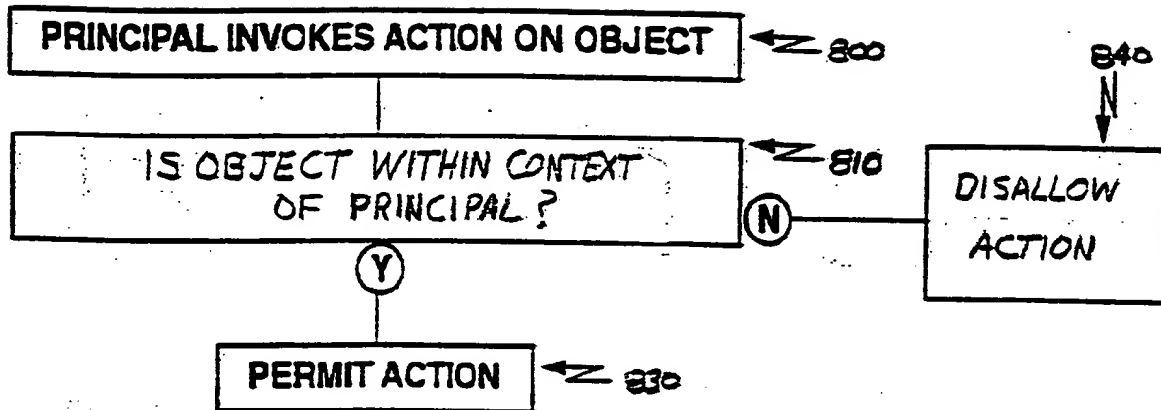 PRINCIPAL INVOKES ACTION ON OBJECT
800
840
IS OBJECT WITHIN CONTEXT
OF PRINCIPAL?
810
N
DISALLOW
ACTION
Y
PERMIT ACTION
830